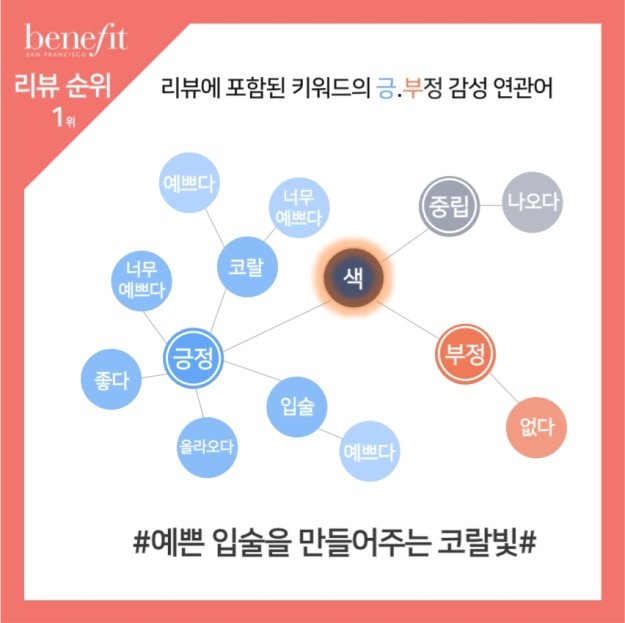 benefit
SAN FRANCISCO
리뷰 순위
1위
리뷰에 포함된 키워드의 긍.부정 감성 연관어
예쁘다
너무
예쁘다
중립
나오다
너무
예쁘다
코랄
색
긍정
부정
좋다
입술
없다
올라오다
예쁘다
#예쁜 입술을 만들어주는 코랄빛#